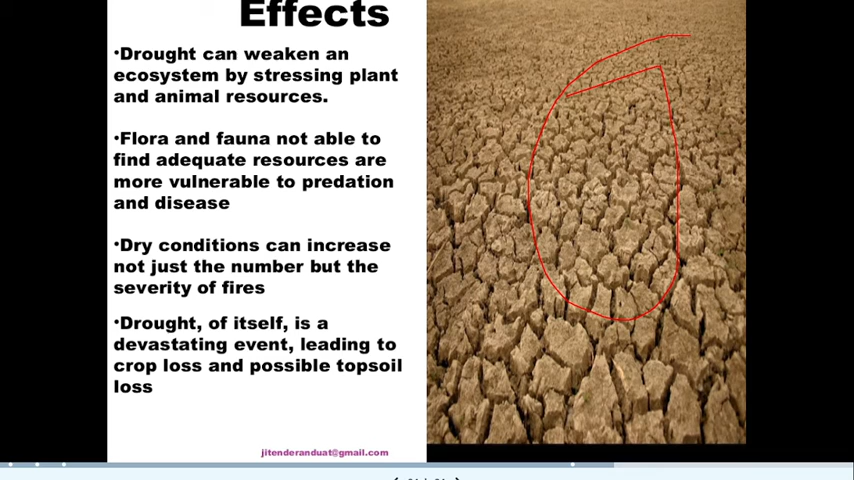 Effects
•Drought can weaken an
ecosystem by stressing plant
and animal resources.
•Flora and fauna not able to
find adequate resources are
more vulnerable to predation
and disease
•Dry conditions can increase
not just the number but the
severity of fires
•Drought, of itself, is a
devastating event, leading to
crop loss and possible topsoil
loss
jitenderanduat@gmail.com